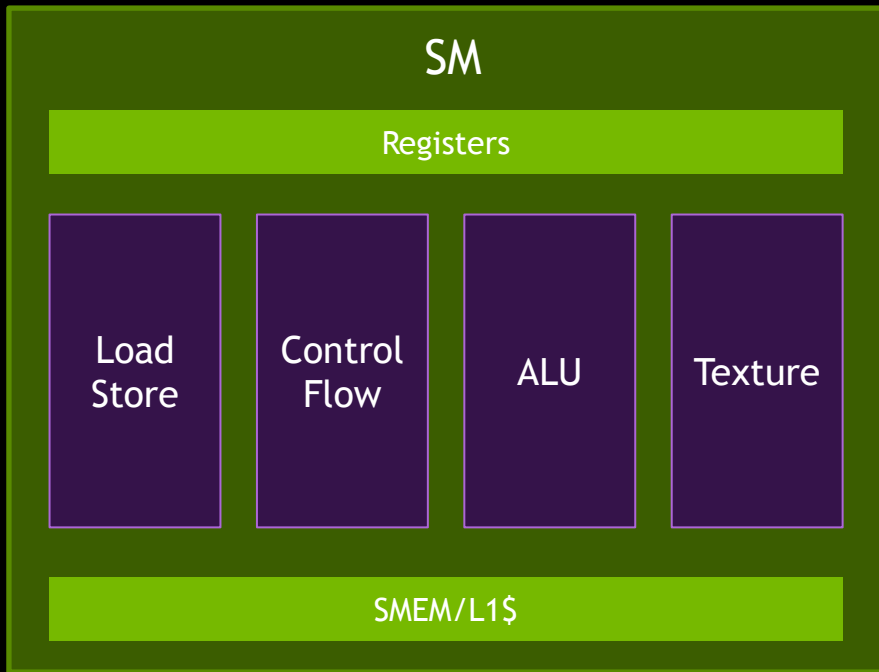 SM
Registers
Load
Store
Control
Flow
ALU
Texture
SMEM/L1$